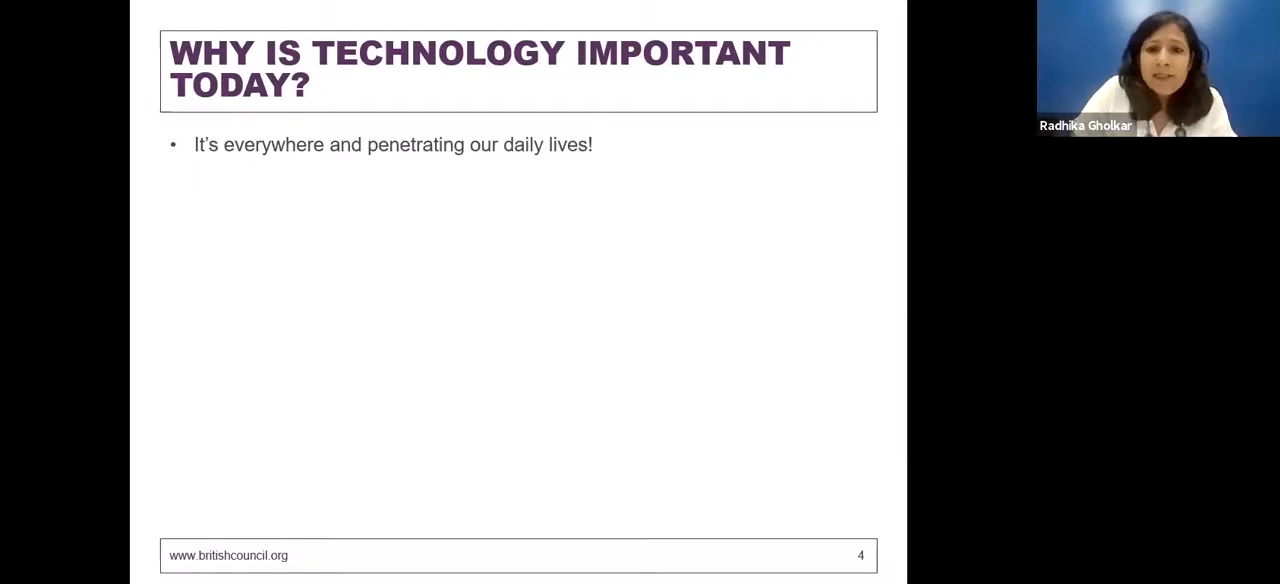 WHY IS TECHNOLOGY IMPORTANT
TODAY?
• It's everywhere and penetrating our daily lives!
Radhika Gholkar
www.britishcouncil.org
4